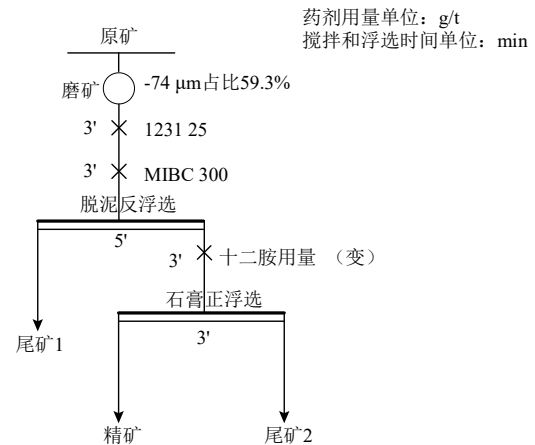 药剂用量单位：g/t
搅拌和浮选时间单位：min
原矿
磨矿
-74 μm占比59.3%
3'
1231 25
3'
MIBC 300
脱泥反浮选
5'
3'
十二胺用量 （变）
石膏正浮选
尾矿1
3'
精矿
尾矿2